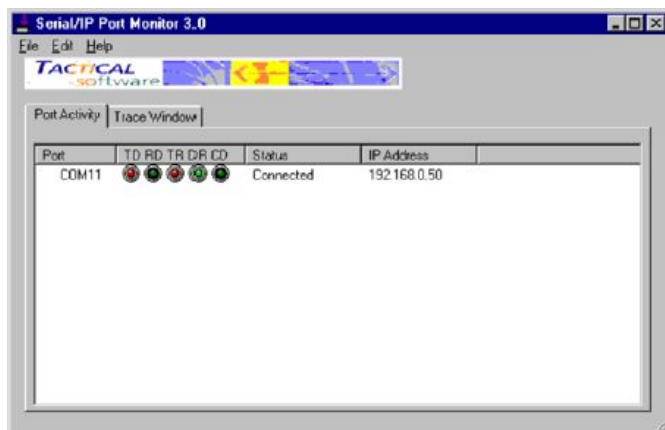 Serial/IP Port Monitor 3.0
File Edit Help
TACTICAL
software
Port Activity Trace Window
Port TD RD TR DR CD Status IP Address
COM11 Connected 192.168.0.50